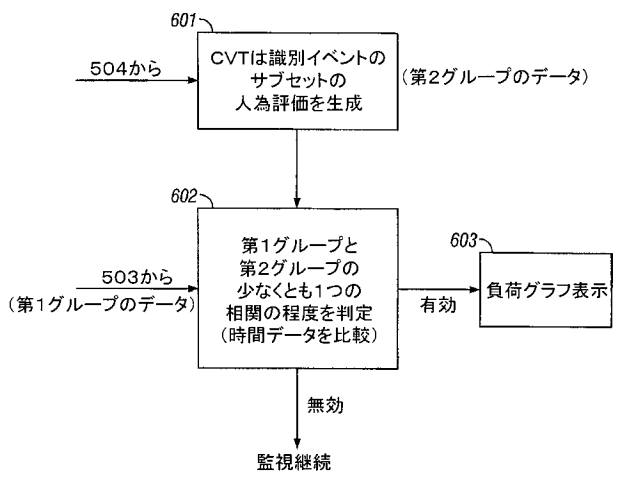 601
504から
CVTは識別イベントの
サブセットの
人為評価を生成
(第2グループのデータ)
602
503から
(第1グループのデータ)
第1グループと
第2グループの
少なくとも1つの
相関の程度を判定
(時間データを比較)
有効
603
負荷グラフ表示
無効
監視継続